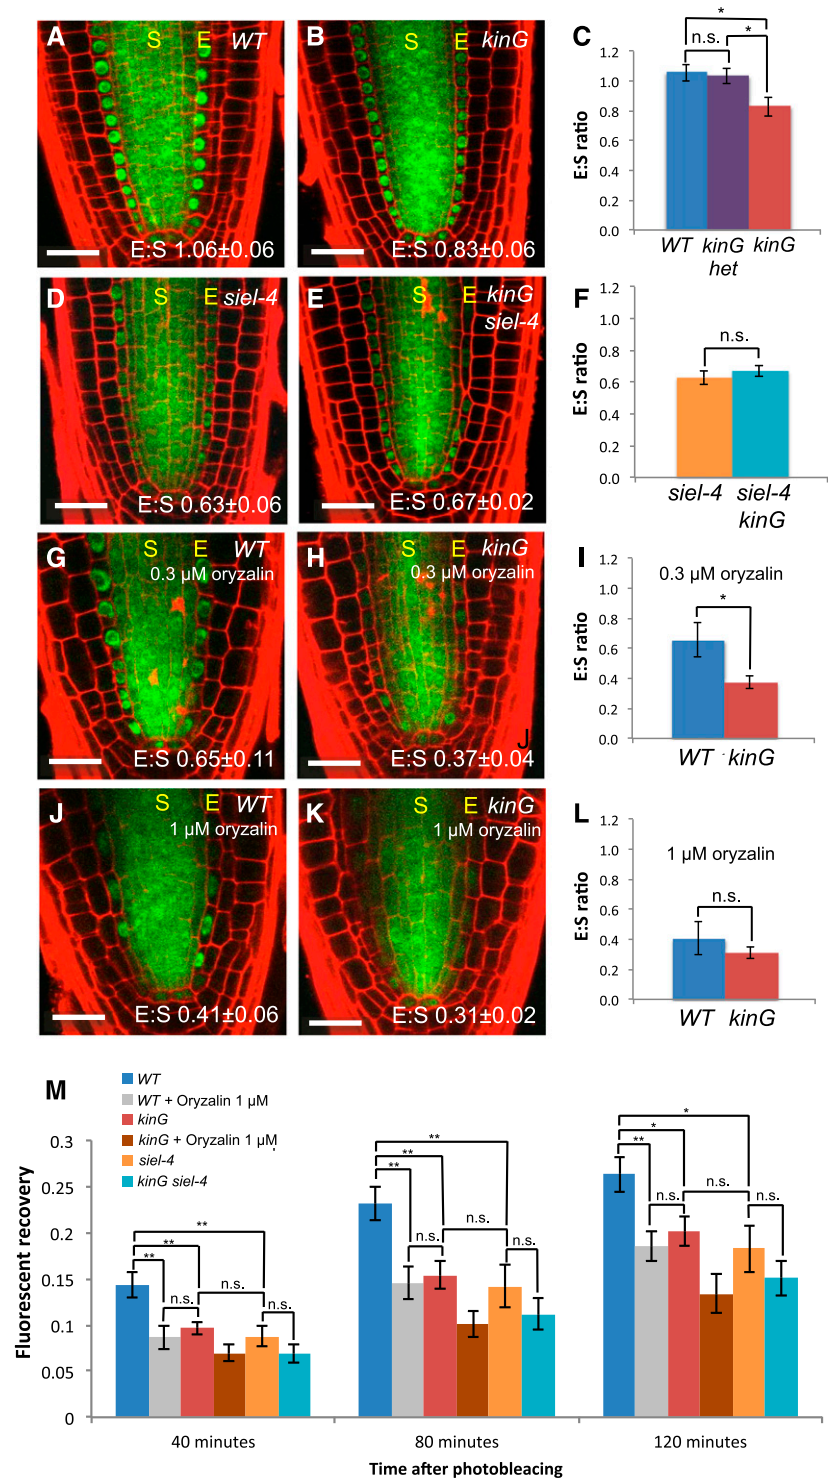 A S E WT
E:S 1.06±0.06
B S E kinG
E:S 0.83±0.06
C
*
n.s. *
1.2
1.0
0.8
0.6
0.4
0.2
0.0
E:S ratio
WT kinG kinG
het
D S E siel-4
E:S 0.63±0.06
E S E kinG
siel-4
E:S 0.67±0.02
F
1.2
1.0
0.8
0.6
0.4
0.2
0.0
E:S ratio
n.s.
siel-4 siel-4
kinG
G S E WT
0.3 µM oryzalin
E:S 0.65±0.11
H S E kinG
0.3 µM oryzalin
J
E:S 0.37±0.04
I
1.2
1.0
0.8
0.6
0.4
0.2
0.0
E:S ratio
0.3 µM oryzalin
*
WT kinG
J S E WT
1 µM oryzalin
E:S 0.41±0.06
K S E kinG
1 µM oryzalin
E:S 0.31±0.02
L
1.2
1.0
0.8
0.6
0.4
0.2
0.0
E:S ratio
1 µM oryzalin
n.s.
WT kinG
M
WT
WT + Oryzalin 1 µM
kinG
kinG + Oryzalin 1 µM
siel-4
kinG siel-4
0.3
0.25
0.2
0.15
0.1
0.05
0
Fluorescent recovery
**
**
**
n.s.
n.s.
n.s.
**
**
**
n.s.
n.s.
n.s.
*
*
**
n.s.
n.s.
n.s.
40 minutes 80 minutes 120 minutes
Time after photobleacing